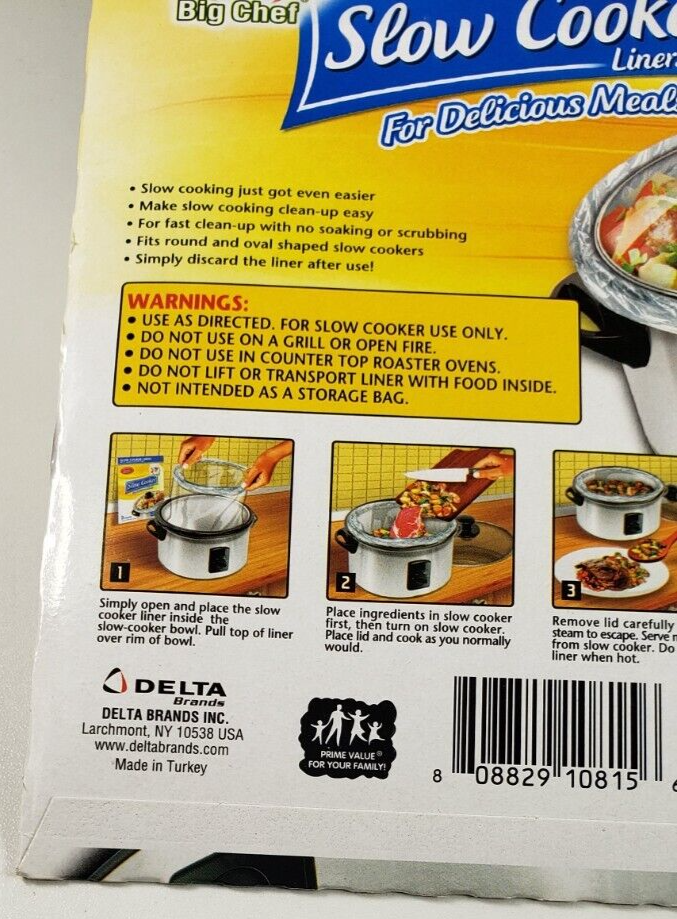 Big Chef®
Slow Cook
Liner
For Delicious Meal
• Slow cooking just got even easier
• Make slow cooking clean-up easy
• For fast clean-up with no soaking or scrubbing
• Fits round and oval shaped slow cookers
• Simply discard the liner after use!
WARNINGS:
• USE AS DIRECTED. FOR SLOW COOKER USE ONLY.
• DO NOT USE ON A GRILL OR OPEN FIRE.
• DO NOT USE IN COUNTER TOP ROASTER OVENS.
• DO NOT LIFT OR TRANSPORT LINER WITH FOOD INSIDE.
• NOT INTENDED AS A STORAGE BAG.
Slow Cooker
1
Simply open and place the slow
cooker liner inside the
slow-cooker bowl. Pull top of liner
over rim of bowl.
2
Place ingredients in slow cooker
first, then turn on slow cooker.
Place lid and cook as you normally
would.
3
Remove lid carefully
steam to escape. Serve
from slow cooker. Do
liner when hot.
DELTA
Brands
DELTA BRANDS INC.
Larchmont, NY 10538 USA
www.deltabrands.com
Made in Turkey
PRIME VALUE®
FOR YOUR FAMILY!
8 08829 10815